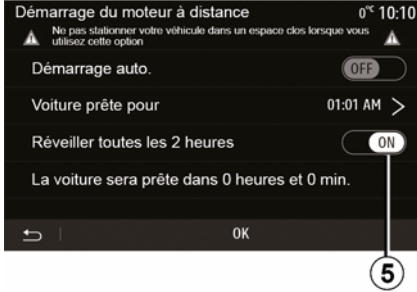 Démarrage du moteur à distance 0°C 10:10
Ne pas stationner votre véhicule dans un espace clos lorsque vous
utilisez cette option
Démarrage auto. OFF
Voiture prête pour 01:01 AM >
Réveiller toutes les 2 heures ON
La voiture sera prête dans 0 heures et 0 min.
OK
5